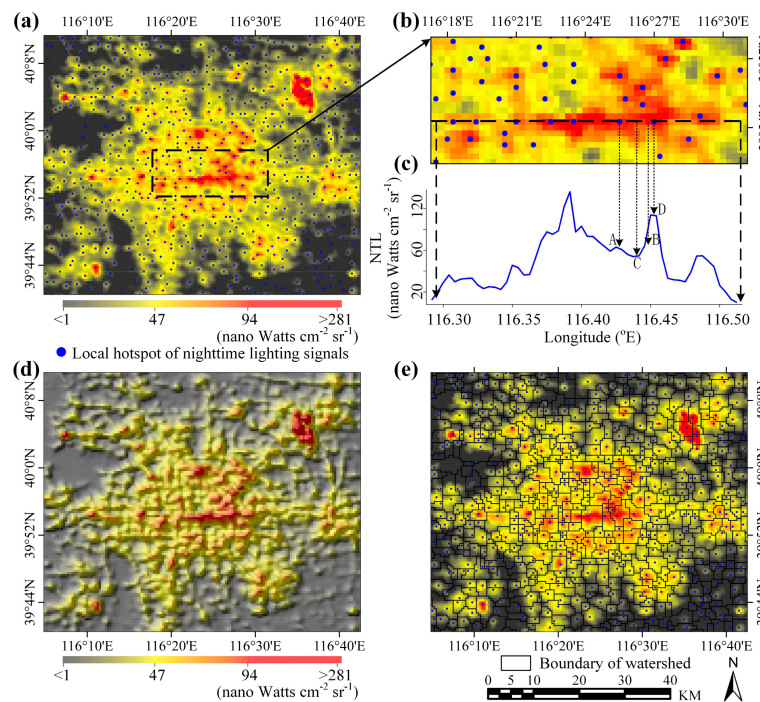 (a)
116°10'E 116°20'E 116°30'E 116°40'E
40°8'N
40°0'N
39°52'N
39°44'N
<1 47 94 >281
(nano Watts cm-2 sr-1)
Local hotspot of nighttime lighting signals
(b)
116°18'E 116°21'E 116°24'E 116°27'E 116°30'E
(c)
NTL
(nano Watts cm-2 sr-1)
120
60
20
A
B
C
D
116.30 116.35 116.40 116.45 116.50
Longitude (oE)
(d)
40°8'N
40°0'N
39°52'N
39°44'N
116°10'E 116°20'E 116°30'E 116°40'E
<1 47 94 >281
(nano Watts cm-2 sr-1)
(e)
116°10'E 116°20'E 116°30'E 116°40'E
Boundary of watershed
N
0 5 10 20 30 40
KM